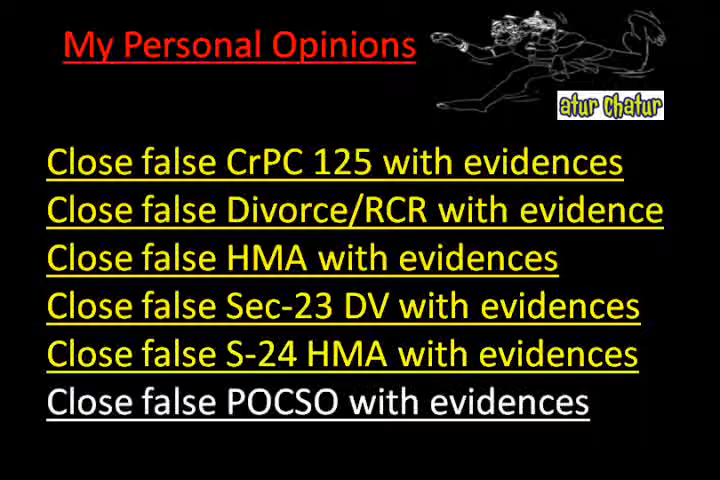 My Personal Opinions
atur chatur
Close false CrPC 125 with evidences
Close false Divorce/RCR with evidence
Close false HMA with evidences
Close false Sec-23 DV with evidences
Close false S-24 HMA with evidences
Close false POCSO with evidences